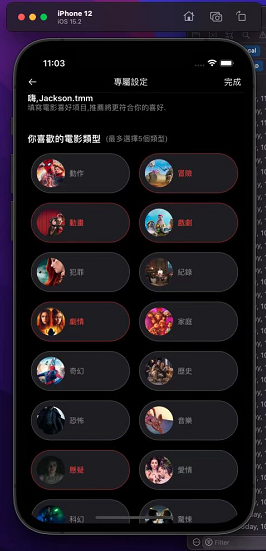 iPhone 12
iOS 15.2
11:03
專屬設定
完成
嗨,Jackson.tmm
填寫電影喜好項目,推薦將更符合你的喜好.
你喜歡的電影類型 (最多選擇5個類型)
動作
冒險
動畫
喜劇
犯罪
紀錄
劇情
家庭
奇幻
歷史
恐怖
音樂
懸疑
愛情
科幻
驚悚
Filter